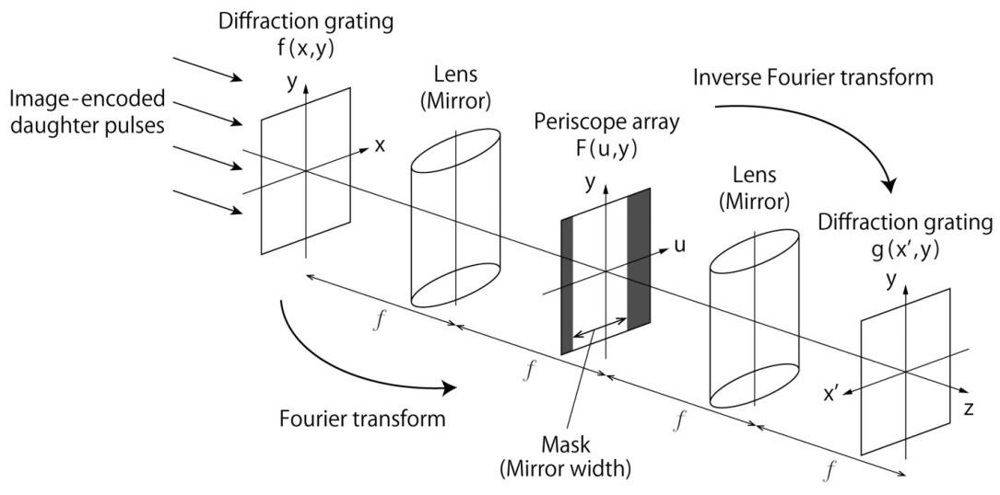 Diffraction grating
f(x,y)
y
x
Image-encoded
daughter pulses
Lens
(Mirror)
Periscope array
F(u,y)
y
u
Inverse Fourier transform
Lens
(Mirror)
Diffraction grating
g(x′,y)
y
x′
z
f
f
f
f
Fourier transform
Mask
(Mirror width)